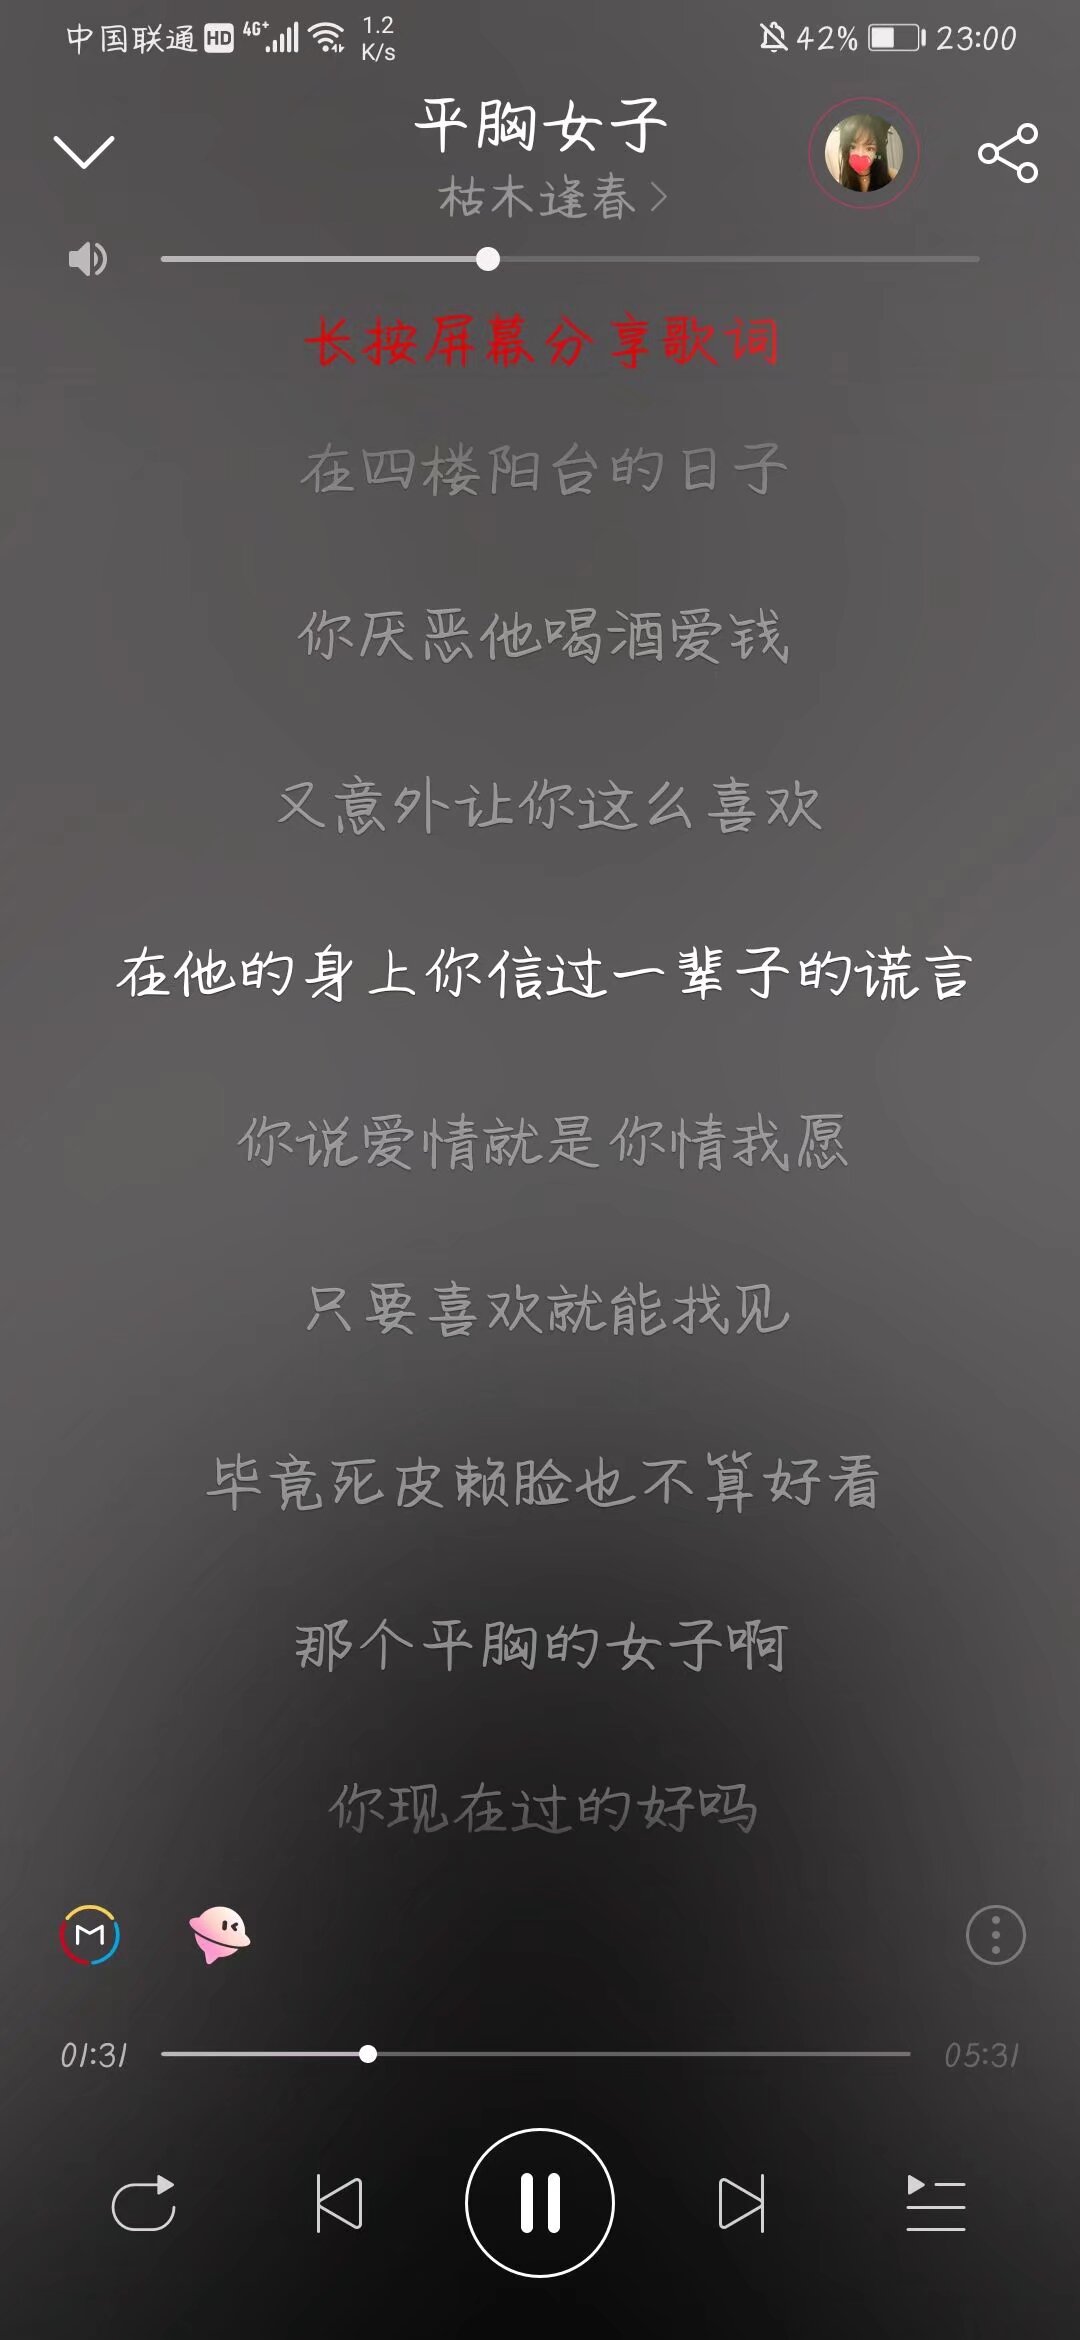 中国联通 HD 4G+ 1.2 K/s 42% 23:00
平胸女子
枯木逢春
长按屏幕分享歌词
在四楼阳台的日子
你厌恶他喝酒爱钱
又意外让你这么喜欢
在他的身上你信过一辈子的谎言
你说爱情就是你情我愿
只要喜欢就能找见
毕竟死皮赖脸也不算好看
那个平胸的女子啊
你现在过的好吗
M
01:31 05:31